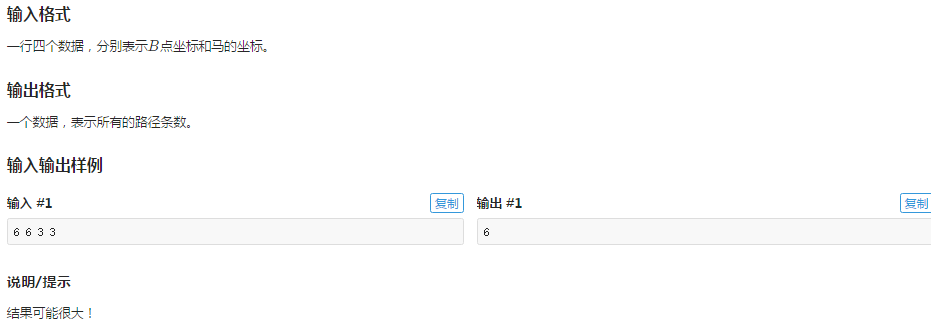 输入格式
一行四个数据，分别表示B点坐标和马的坐标。
输出格式
一个数据，表示所有的路径条数。
输入输出样例
输入 #1
复制
6 6 3 3
输出 #1
复制
6
说明/提示
结果可能很大！